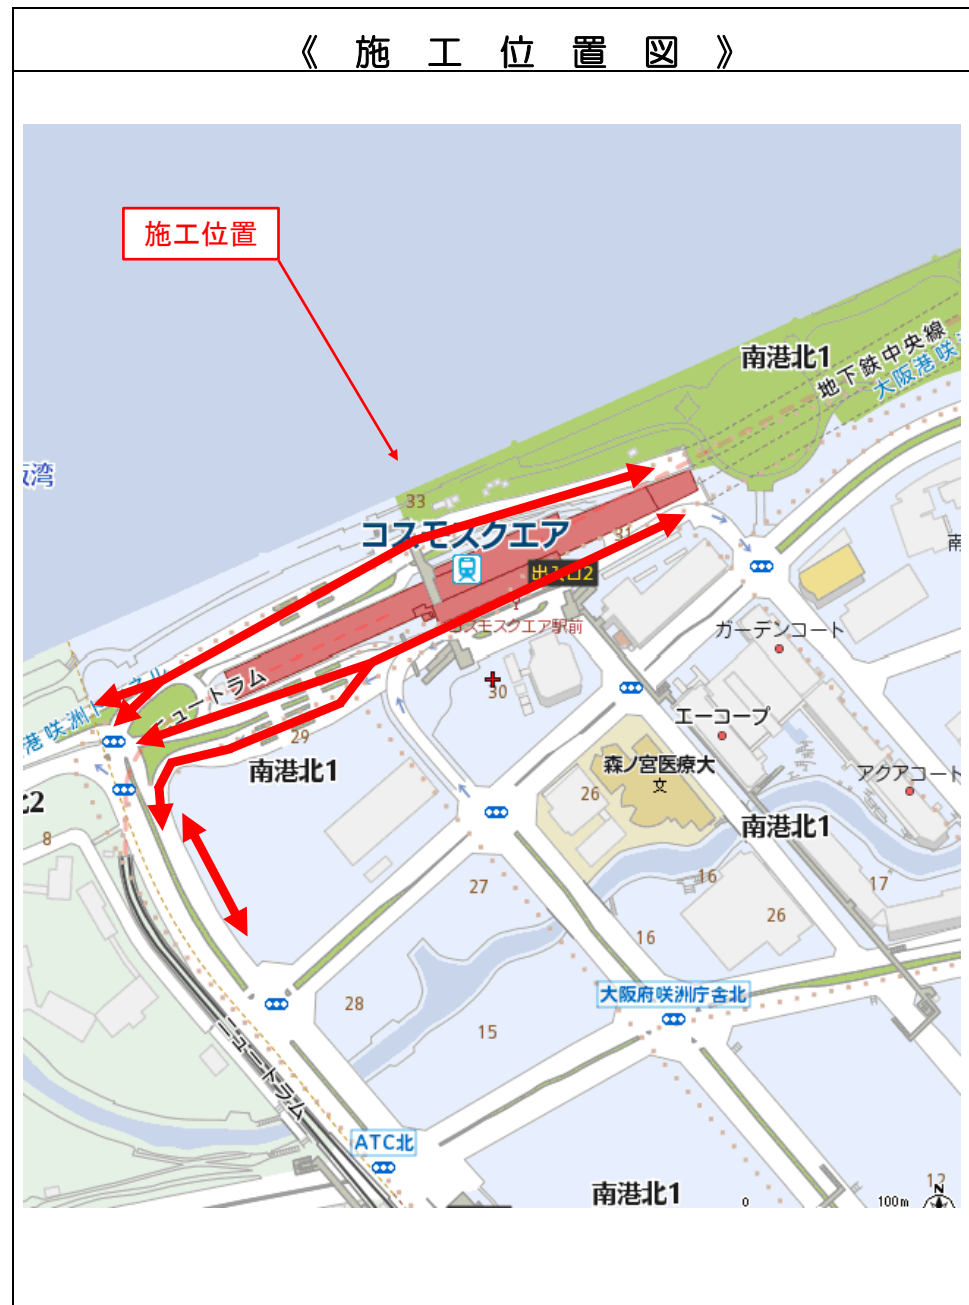 《 施 工 位 置 図 》
施工位置
南港北1
地下鉄中央線
大阪港咲
阪湾
33
コスモスクエア
31
出入口2
コスモスクエア駅前
南
ガーデンコート
30
ニュートラム
29
エーコープ
南港北1
森ノ宮医療大
文
26
アクアコート
北2
8
南港北1
27
16
17
26
16
大阪府咲洲庁舎北
28
15
ニュートラム
ATC北
南港北1
12
N
0
100m